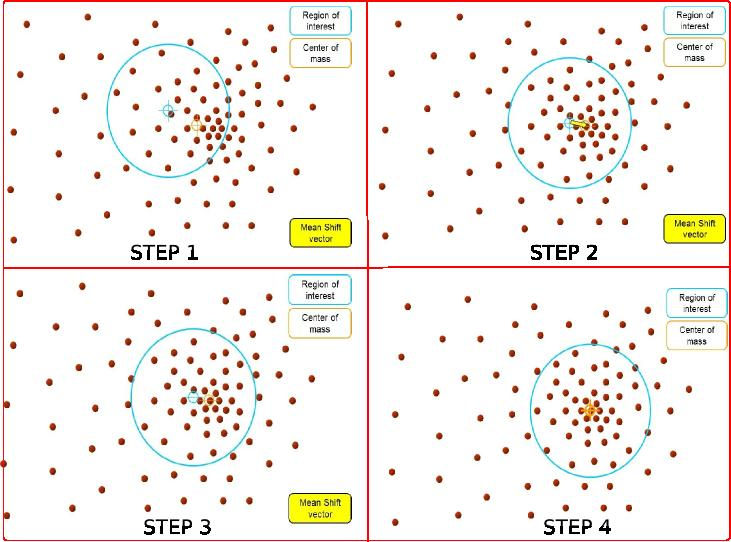 Region of
interest
Center of
mass
Mean Shift
vector
STEP 1
Region of
interest
Center of
mass
Mean Shift
vector
STEP 2
Region of
interest
Center of
mass
Mean Shift
vector
STEP 3
Region of
interest
Center of
mass
STEP 4